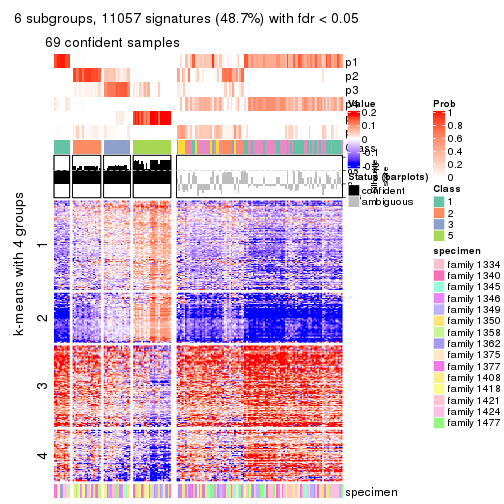 6 subgroups, 11057 signatures (48.7%) with fdr < 0.05
69 confident samples
p1
p2
p3
Value
0.2
0.1
0
-0.1
Prob
1
0.8
0.6
0.4
0.2
0
Status (barplots)
confident
ambiguous
Class
1
2
3
5
specimen
family 1334
family 1340
family 1345
family 1346
family 1349
family 1350
family 1358
family 1362
family 1375
family 1377
family 1408
family 1418
family 1421
family 1424
family 1477
k-means with 4 groups
1
2
3
4
specimen